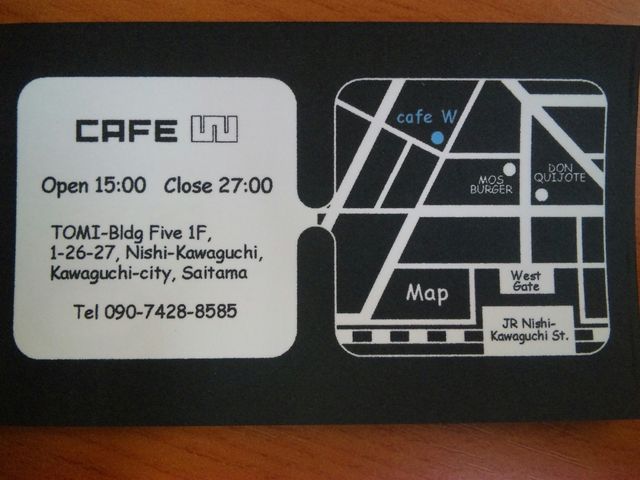 CAFE W
Open 15:00 Close 27:00
TOMI-Bldg Five 1F,
1-26-27, Nishi-Kawaguchi,
Kawaguchi-city, Saitama
Tel 090-7428-8585
cafe W
MOS
BURGER
DON
QUIJOTE
West
Gate
Map
JR Nishi-
Kawaguchi St.